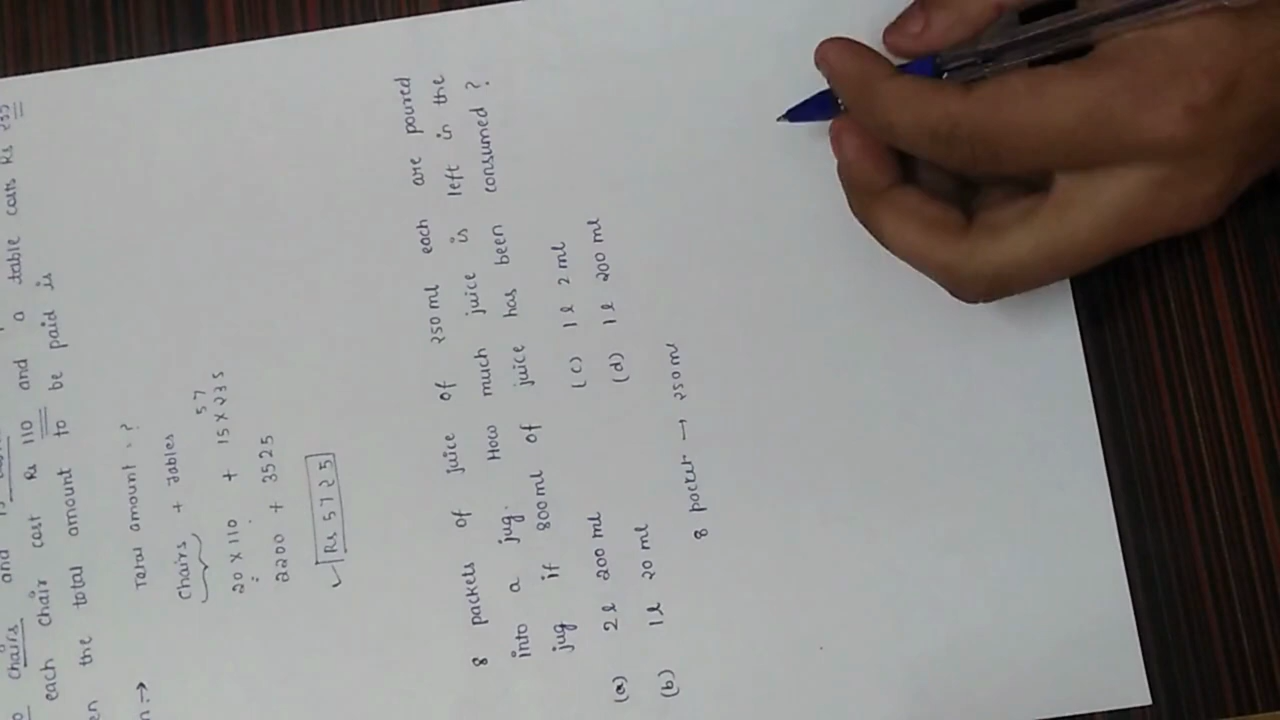 chairs and
each chair cost Rs 110 and a table costs Rs 235
the total amount to be paid is
Total amount = ?
Chairs + Tables
20 x 110 + 15 x 235
57
2200 + 3525
Rs 5725
8 packets of juice of 250 ml each are poured
into a jug. How much juice is left in the
jug if 800 ml of juice has been consumed ?
(a) 2 l 200 ml (c) 1 l 2 ml
(b) 1 l 20 ml (d) 1 l 200 ml
8 packet → 250 ml